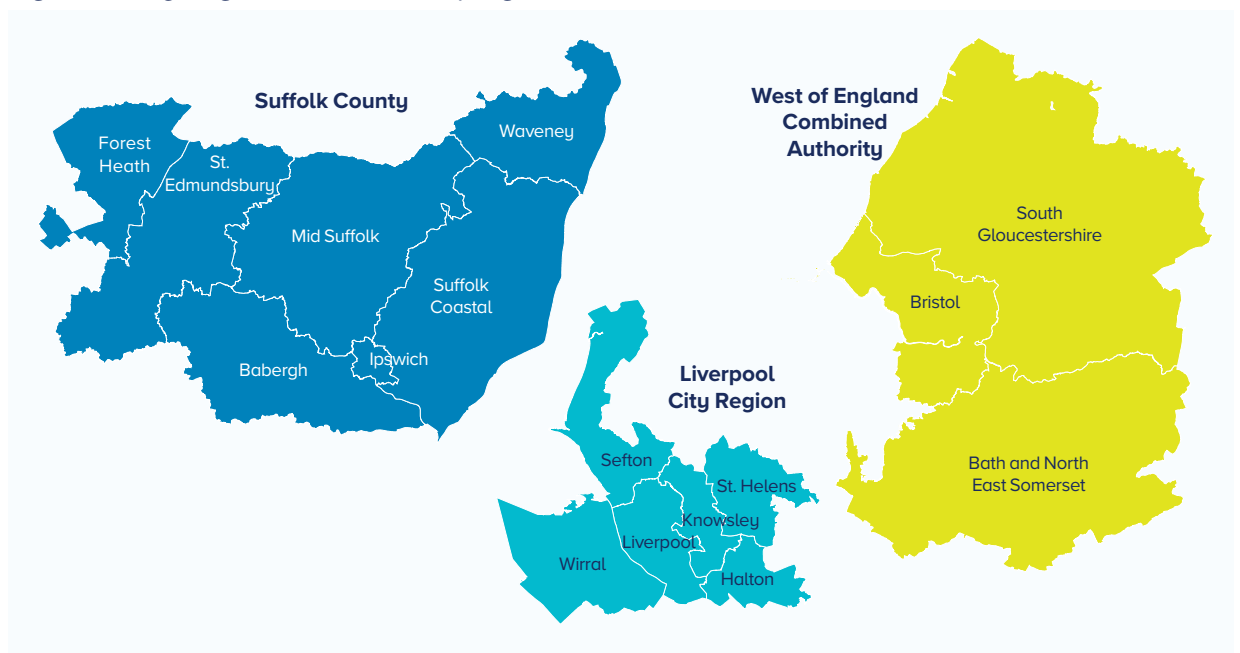 Suffolk County
Forest
Heath
St.
Edmundsbury
Waveney
Mid Suffolk
Suffolk
Coastal
Ipswich
Babergh
Liverpool
City Region
Sefton
St. Helens
Knowsley
Liverpool
Wirral
Halton
West of England
Combined
Authority
South
Gloucestershire
Bristol
Bath and North
East Somerset